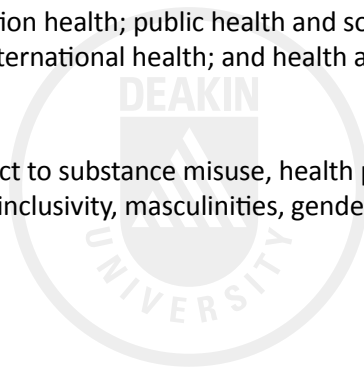 tion health; public health and so
ternational health; and health a
DEAKIN
ct to substance misuse, health p
inclusivity, masculinities, gende
UNIVERSITY